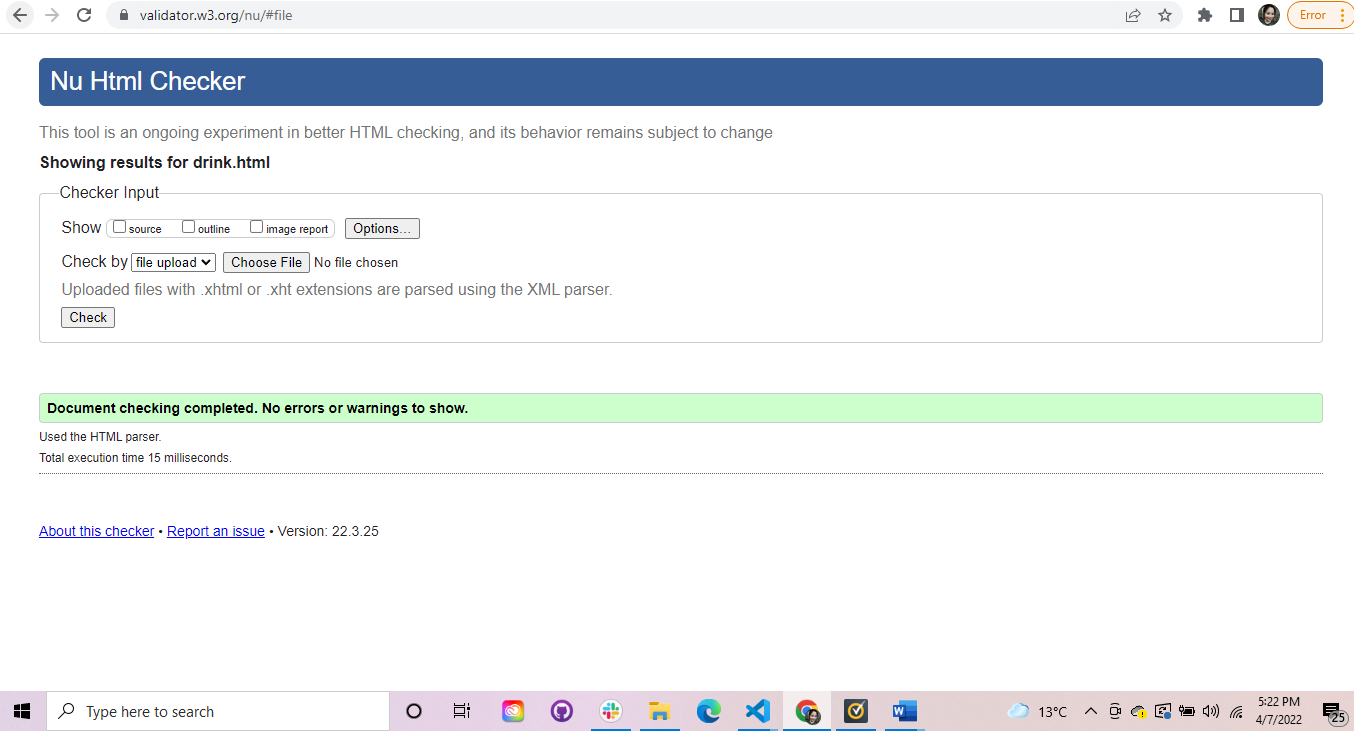 validator.w3.org/nu/#file
Error
Nu Html Checker
This tool is an ongoing experiment in better HTML checking, and its behavior remains subject to change
Showing results for drink.html
Checker Input
Show source outline image report Options...
Check by file upload Choose File No file chosen
Uploaded files with .xhtml or .xht extensions are parsed using the XML parser.
Check
Document checking completed. No errors or warnings to show.
Used the HTML parser.
Total execution time 15 milliseconds.
About this checker • Report an issue • Version: 22.3.25
Type here to search
13°C
5:22 PM
4/7/2022
25